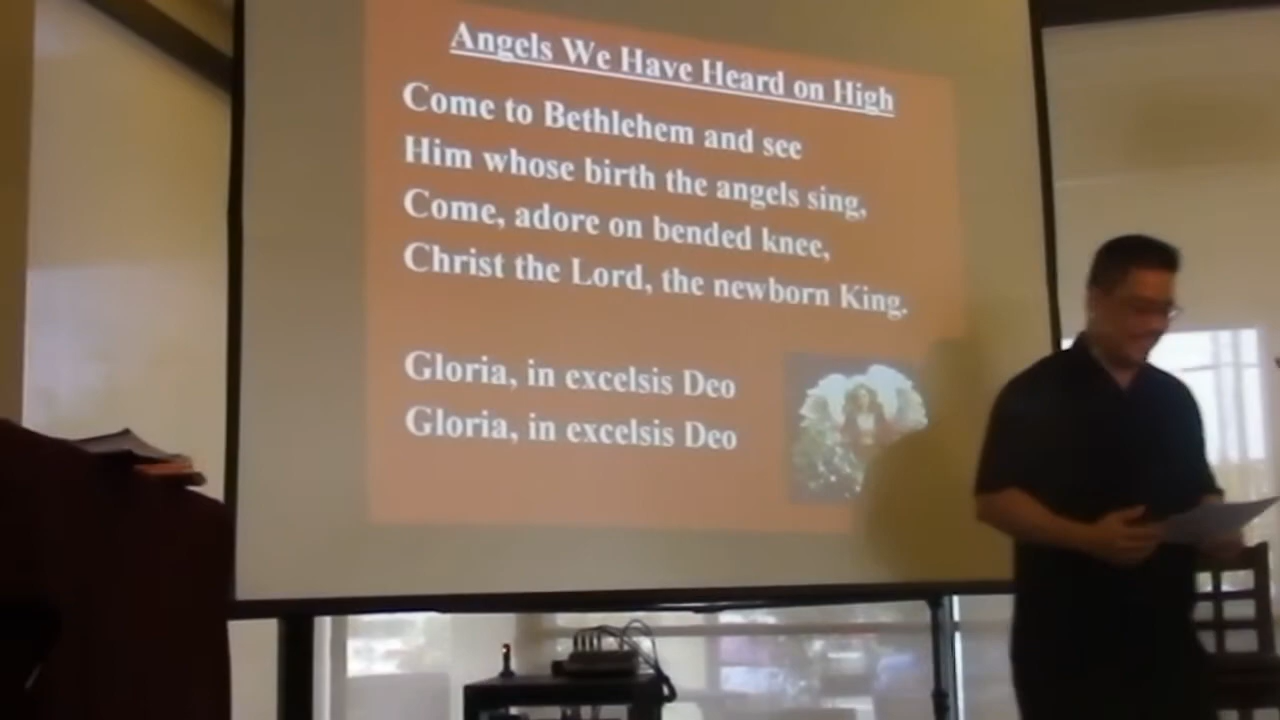 Angels We Have Heard on High
Come to Bethlehem and see
Him whose birth the angels sing,
Come, adore on bended knee,
Christ the Lord, the newborn King.
Gloria, in excelsis Deo
Gloria, in excelsis Deo